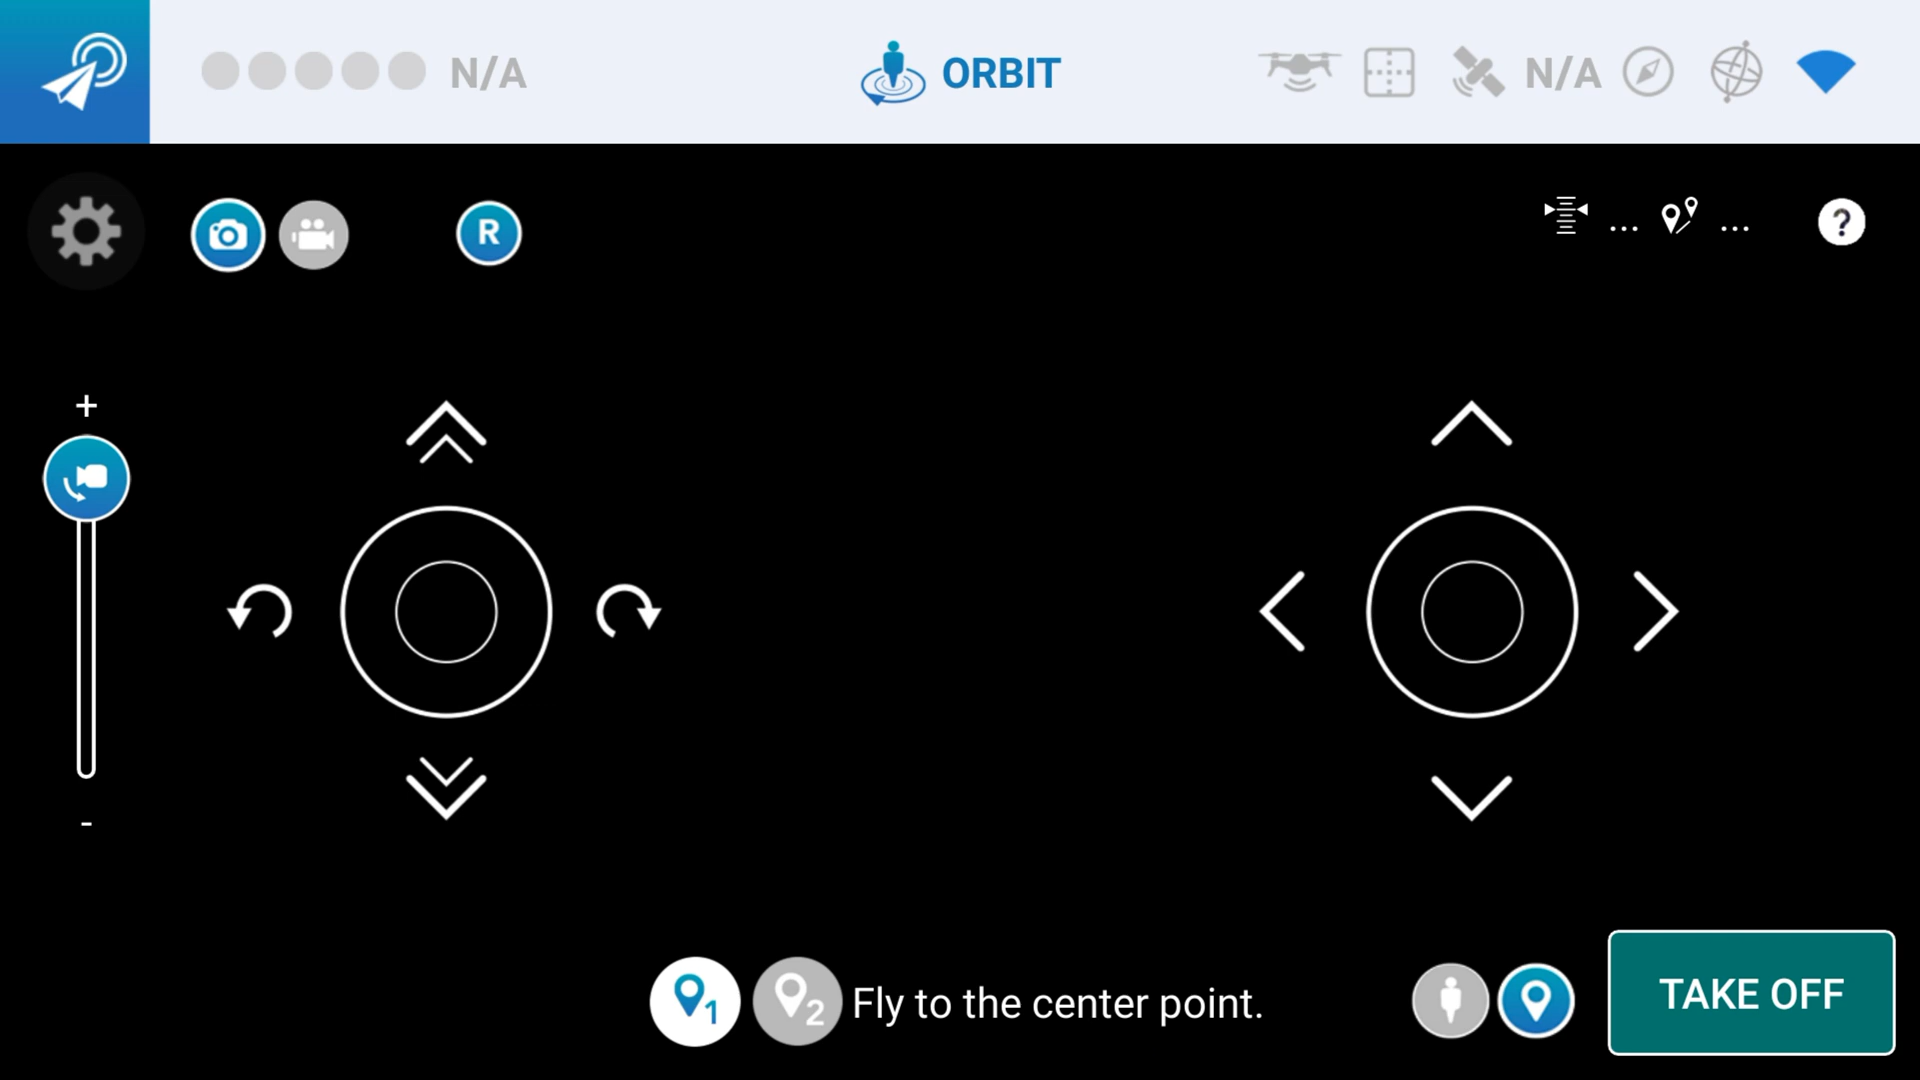 N/A
ORBIT
N/A
R
... ...
?
+
-
1
2
Fly to the center point.
TAKE OFF